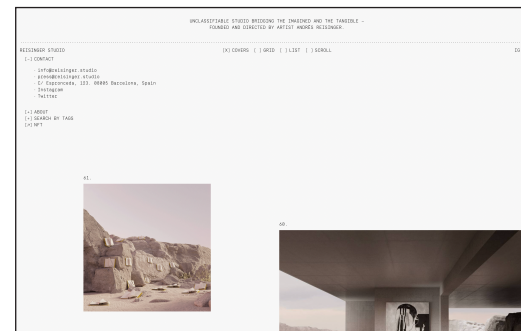 UNCLASSIFIABLE STUDIO BRIDGING THE IMAGINED AND THE TANGIBLE —
FOUNDED AND DIRECTED BY ARTIST ANDRÉS REISINGER
REISINGER STUDIO
[X] COVERS [ ] GRID [ ] LIST [ ] SCROLL
[-] CONTACT
- info@reisinger.studio
- press@reisinger.studio
- C/ Espronceda, 123. 08005 Barcelona, Spain
- Instagram
- Twitter
[+] ABOUT
[+] SEARCH BY TAGS
NFT
61.
60.